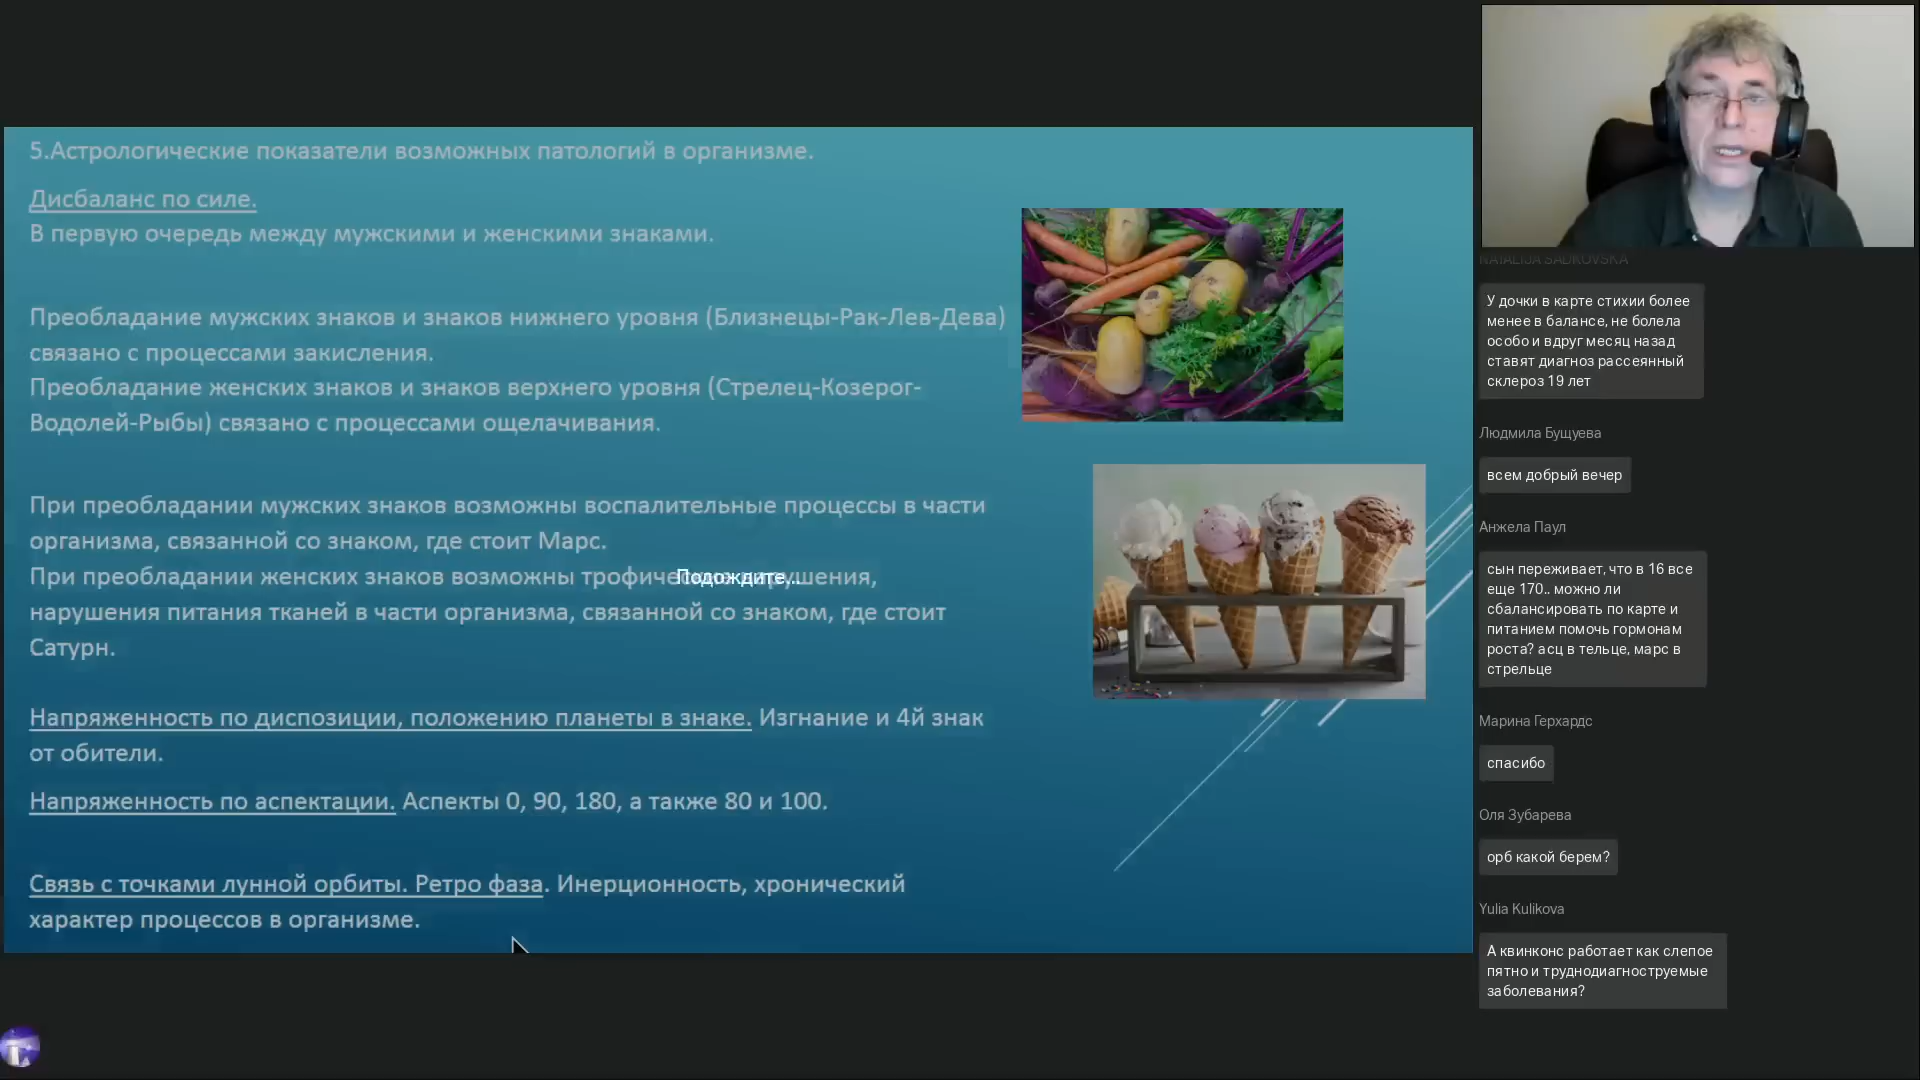 5.Астрологические показатели возможных патологий в организме.
Дисбаланс по силе.
В первую очередь между мужскими и женскими знаками.
Преобладание мужских знаков и знаков нижнего уровня (Близнецы-Рак-Лев-Дева)
связано с процессами закисления.
Преобладание женских знаков и знаков верхнего уровня (Стрелец-Козерог-
Водолей-Рыбы) связано с процессами ощелачивания.
При преобладании мужских знаков возможны воспалительные процессы в части
организма, связанной со знаком, где стоит Марс.
При преобладании женских знаков возможны трофические нарушения,
Подождите...
нарушения питания тканей в части организма, связанной со знаком, где стоит
Сатурн.
Напряженность по диспозиции, положению планеты в знаке. Изгнание и 4й знак
от обители.
Напряженность по аспектации. Аспекты 0, 90, 180, а также 80 и 100.
Связь с точками лунной орбиты. Ретро фаза. Инерционность, хронический
характер процессов в организме.
NATALIJA SADKOVSKA
У дочки в карте стихии более
менее в балансе, не болела
особо и вдруг месяц назад
ставят диагноз рассеянный
склероз 19 лет
Людмила Бущуева
всем добрый вечер
Анжела Паул
сын переживает, что в 16 все
еще 170.. можно ли
сбалансировать по карте и
питанием помочь гормонам
роста? асц в тельце, марс в
стрельце
Марина Герхардс
спасибо
Оля Зубарева
орб какой берем?
Yulia Kulikova
А квинконс работает как слепое
пятно и труднодиагноструемые
заболевания?